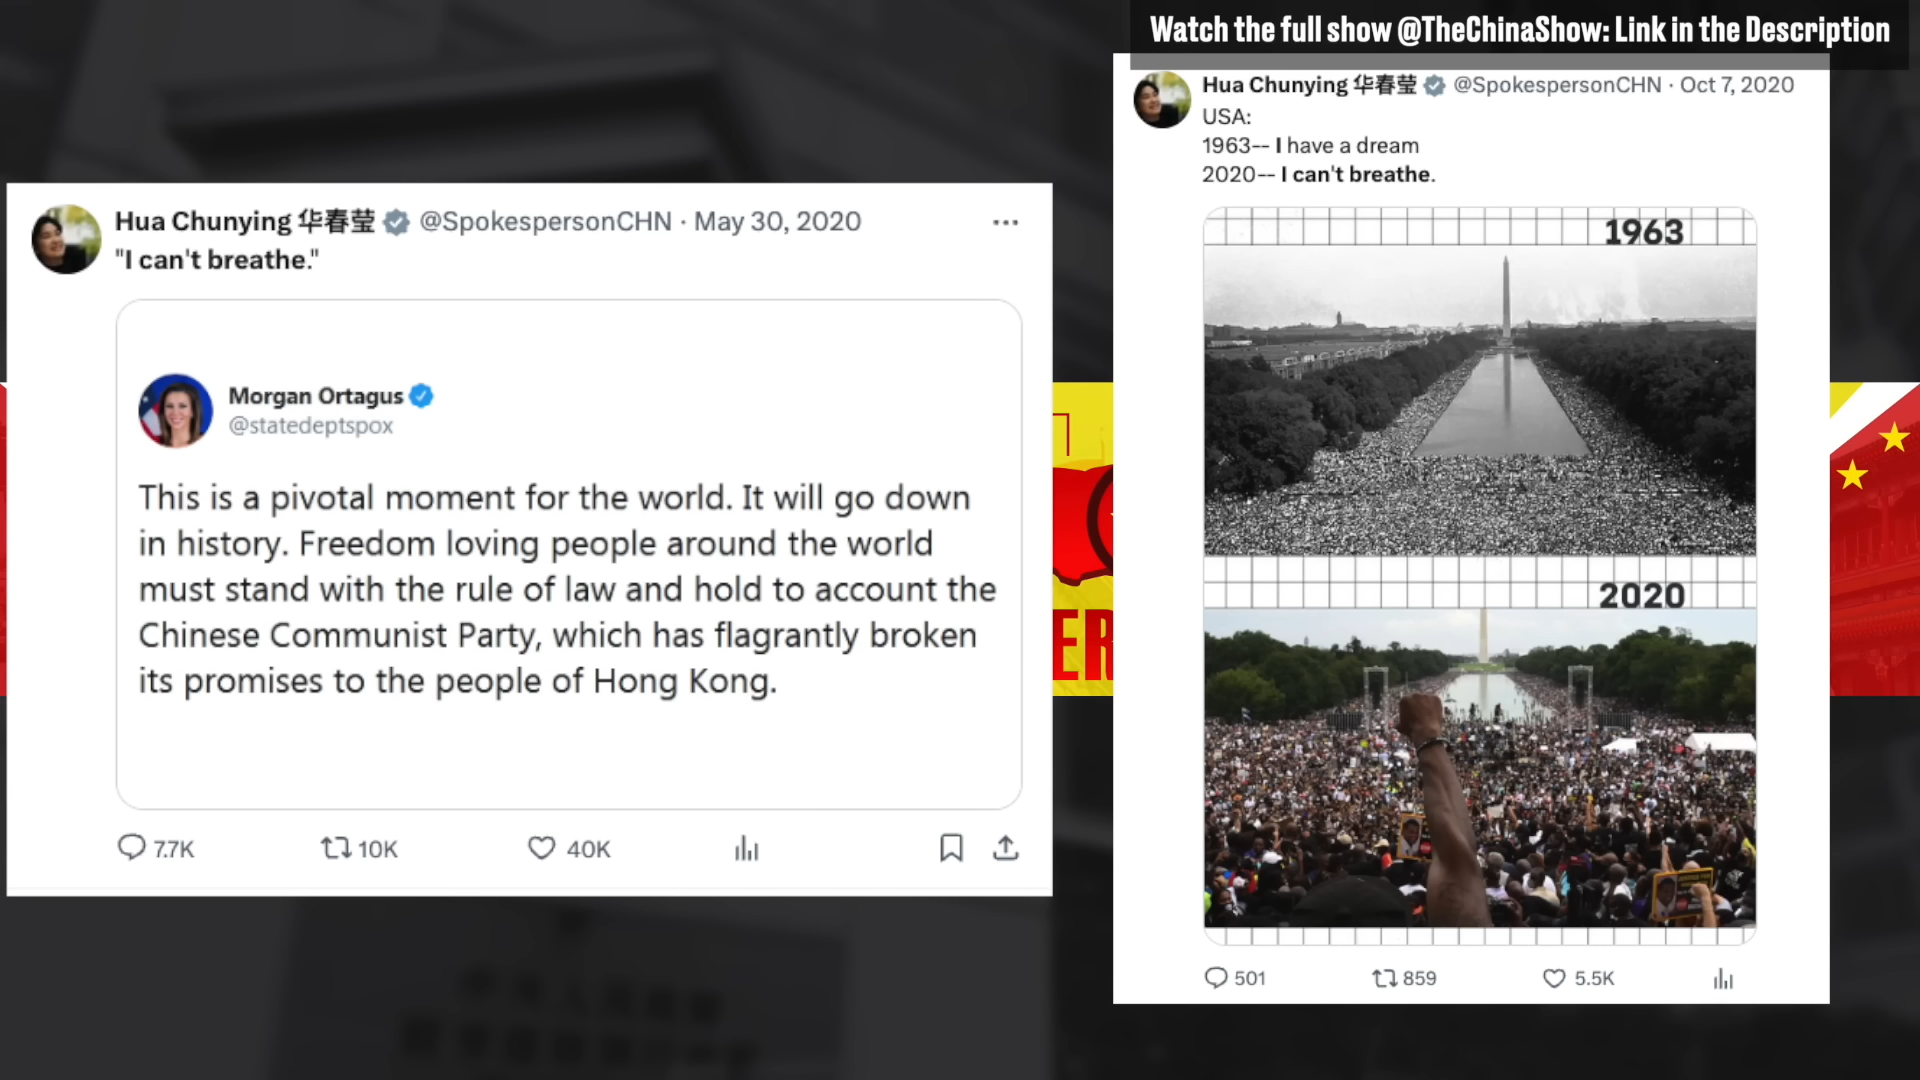 Watch the full show @TheChinaShow: Link in the Description
Hua Chunying 华春莹 @SpokespersonCHN · May 30, 2020
"I can't breathe."
Morgan Ortagus
@statedeptspox
This is a pivotal moment for the world. It will go down
in history. Freedom loving people around the world
must stand with the rule of law and hold to account the
Chinese Communist Party, which has flagrantly broken
its promises to the people of Hong Kong.
7.7K 10K 40K
ER
Hua Chunying 华春莹 @SpokespersonCHN · Oct 7, 2020
USA:
1963-- I have a dream
2020-- I can't breathe.
1963
2020
501 859 5.5K